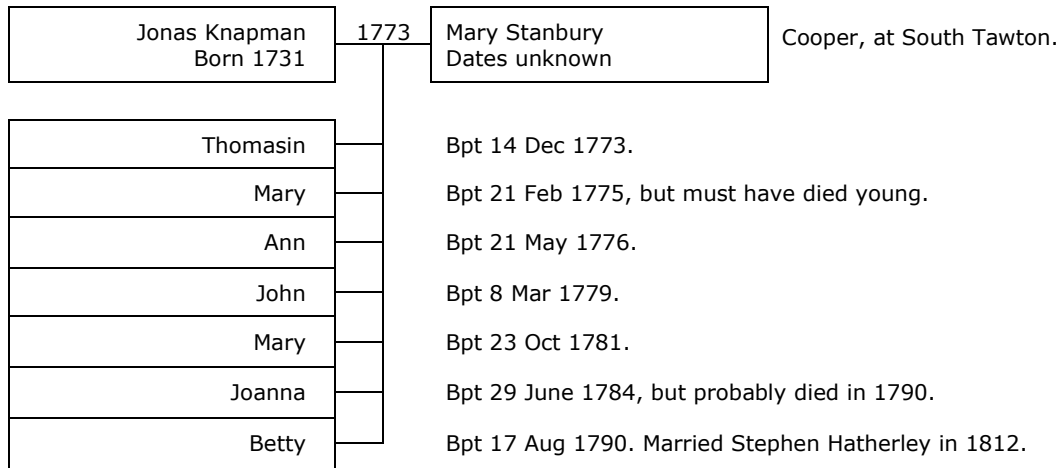 Jonas Knapman 1773 Mary Stanbury Cooper, at South Tawton.
Born 1731 Dates unknown
Thomasin Bpt 14 Dec 1773.
Mary Bpt 21 Feb 1775, but must have died young.
Ann Bpt 21 May 1776.
John Bpt 8 Mar 1779.
Mary Bpt 23 Oct 1781.
Joanna Bpt 29 June 1784, but probably died in 1790.
Betty Bpt 17 Aug 1790. Married Stephen Hatherley in 1812.